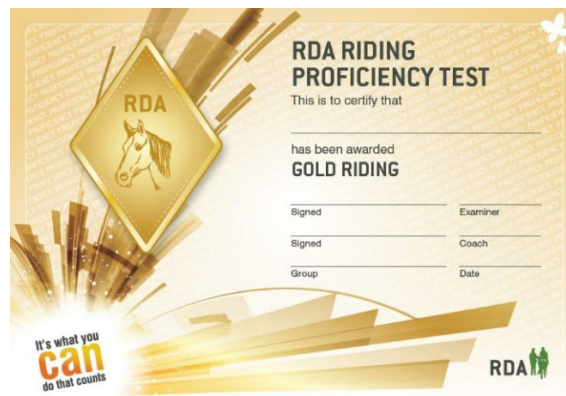 RDA RIDING
PROFICIENCY TEST
This is to certify that
has been awarded
GOLD RIDING
Signed Examiner
Signed Coach
Group Date
RDA
It's what you
can
do that counts
RDA